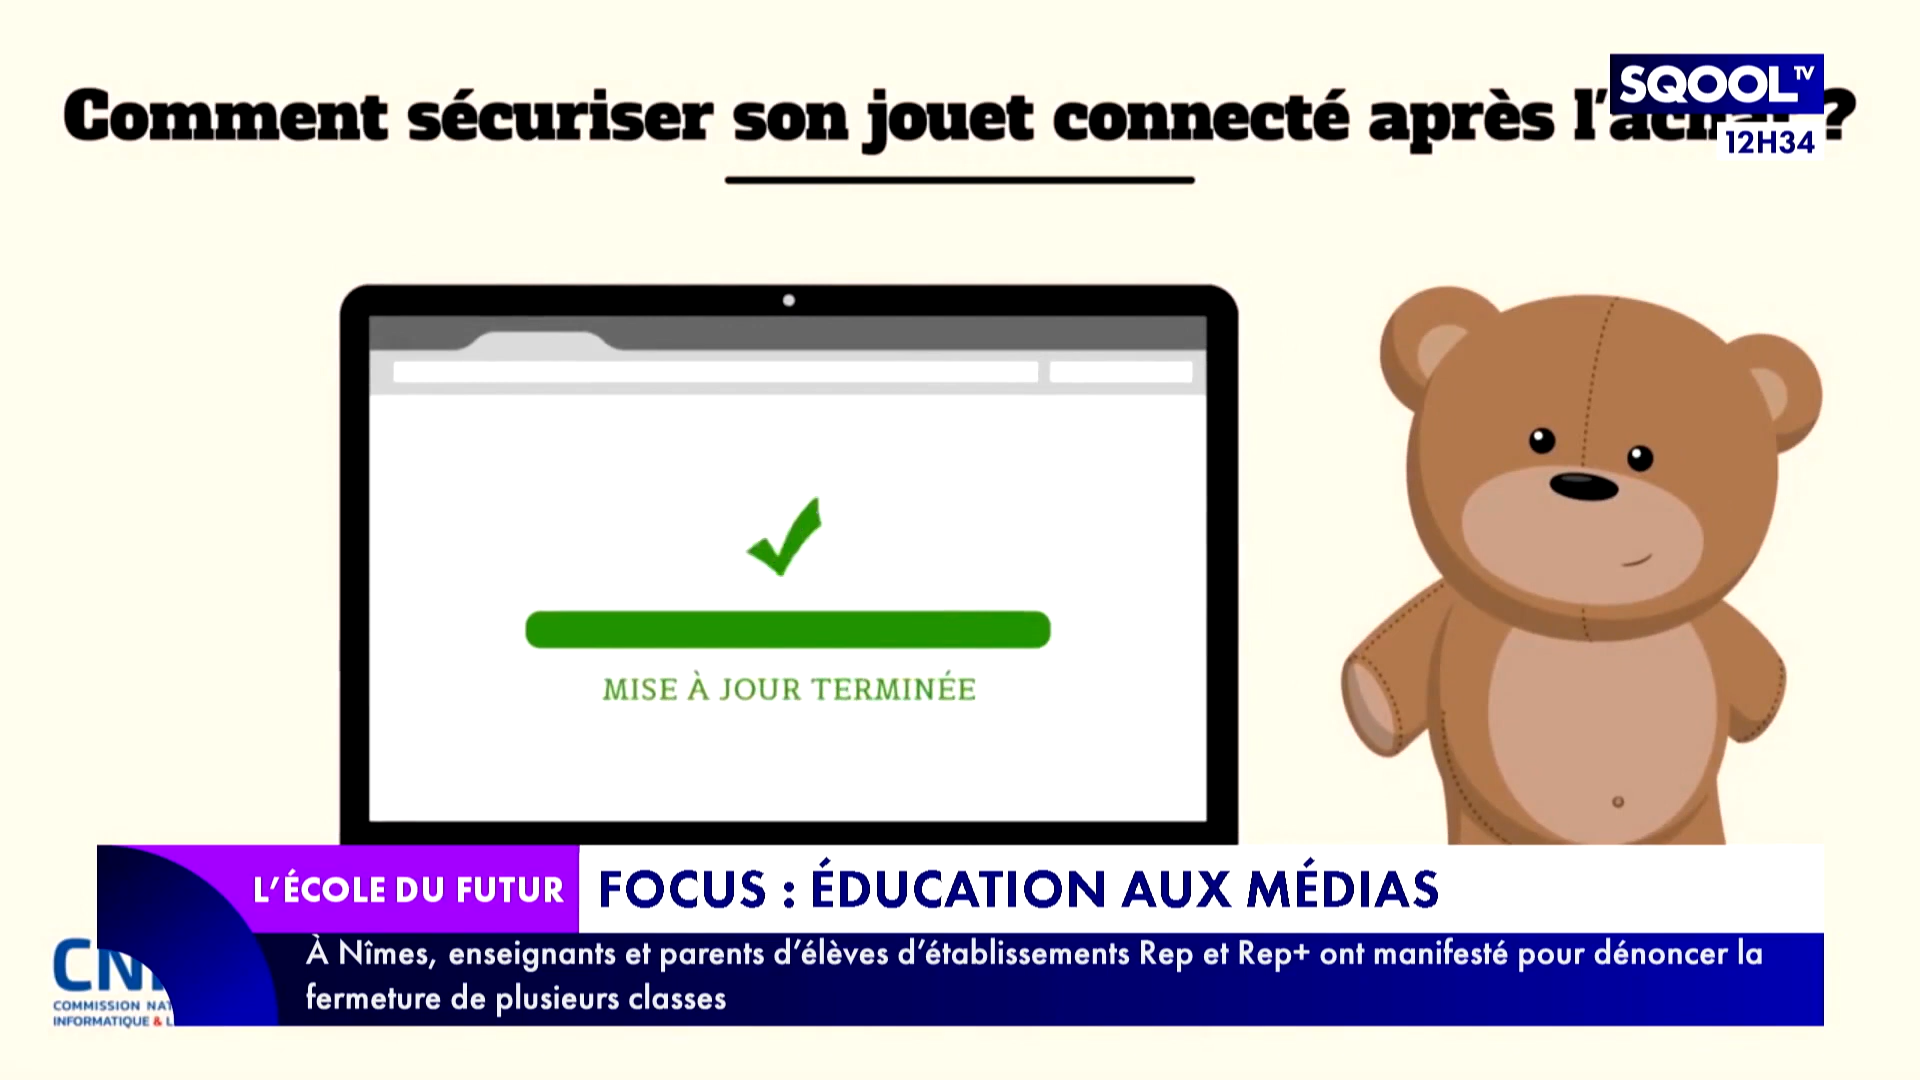 SQOOL TV
Comment sécuriser son jouet connecté après ?
12H34
MISE À JOUR TERMINÉE
L'ÉCOLE DU FUTUR
FOCUS : ÉDUCATION AUX MÉDIAS
À Nîmes, enseignants et parents d'élèves d'établissements Rep et Rep+ ont manifesté pour dénoncer la
fermeture de plusieurs classes
COMMISSION
INFORMATIQUE &